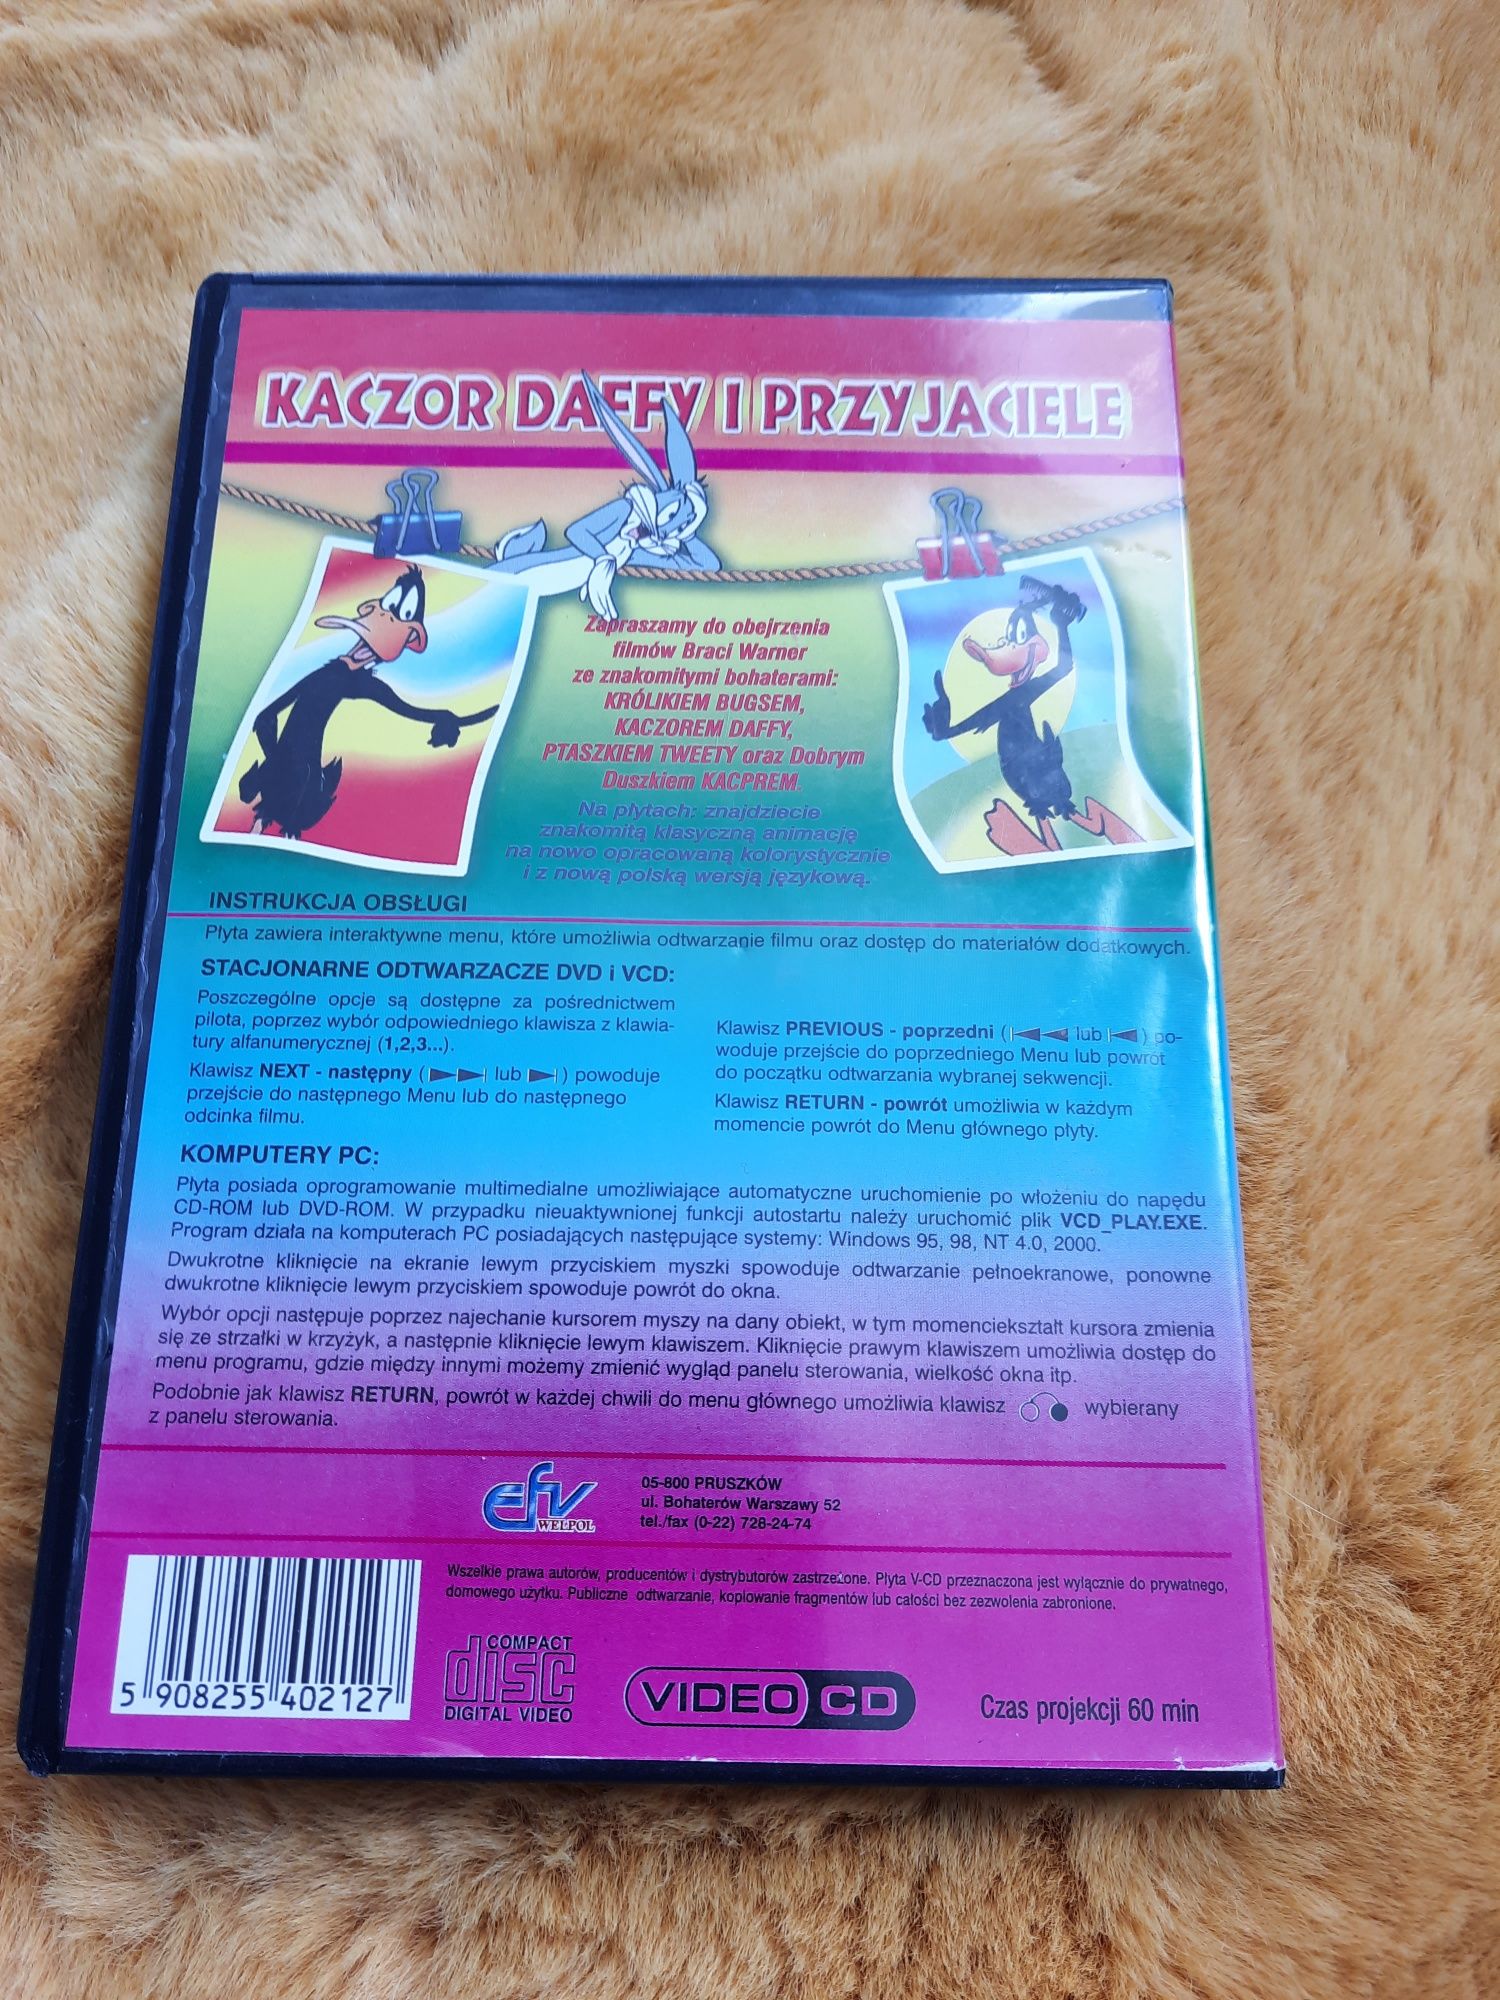 KACZOR DAFFY I PRZYJACIELE
Zapraszamy do obejrzenia
filmów Braci Warner
ze znakomitymi bohaterami:
KRÓLIKIEM BUGSEM,
KACZOREM DAFFY,
PTASZKIEM TWEETY oraz Dobrym
Duszkiem KACPREM.
Na płytach: znajdziecie
znakomitą klasyczną animację
na nowo opracowaną kolorystycznie
i z nową polską wersją językową.
INSTRUKCJA OBSŁUGI
Płyta zawiera interaktywne menu, które umożliwia odtwarzanie filmu oraz dostęp do materiałów dodatkowych.
STACJONARNE ODTWARZACZE DVD i VCD:
Poszczególne opcje są dostępne za pośrednictwem
pilota, poprzez wybór odpowiedniego klawisza z klawia-
tury alfanumerycznej (1,2,3...).
Klawisz NEXT - następny ( lub ) powoduje
przejście do następnego Menu lub do następnego
odcinka filmu.
Klawisz PREVIOUS - poprzedni ( lub ) po-
woduje przejście do poprzedniego Menu lub powrót
do początku odtwarzania wybranej sekwencji.
Klawisz RETURN - powrót umożliwia w każdym
momencie powrót do Menu głównego płyty.
KOMPUTERY PC:
Płyta posiada oprogramowanie multimedialne umożliwiające automatyczne uruchomienie po włożeniu do napędu
CD-ROM lub DVD-ROM. W przypadku nieuaktywnionej funkcji autostartu należy uruchomić plik VCD_PLAY.EXE.
Program działa na komputerach PC posiadających następujące systemy: Windows 95, 98, NT 4.0, 2000.
Dwukrotne kliknięcie na ekranie lewym przyciskiem myszki spowoduje odtwarzanie pełnoekranowe, ponowne
dwukrotne kliknięcie lewym przyciskiem spowoduje powrót do okna.
Wybór opcji następuje poprzez najechanie kursorem myszy na dany obiekt, w tym momenciekształt kursora zmienia
się ze strzałki w krzyżyk, a następnie kliknięcie lewym klawiszem. Kliknięcie prawym klawiszem umożliwia dostęp do
menu programu, gdzie między innymi możemy zmienić wygląd panelu sterowania, wielkość okna itp.
Podobnie jak klawisz RETURN, powrót w każdej chwili do menu głównego umożliwia klawisz wybierany
z panelu sterowania.
efv
WELPOL
05-800 PRUSZKÓW
ul. Bohaterów Warszawy 52
tel./fax (0-22) 728-24-74
Wszelkie prawa autorów, producentów i dystrybutorów zastrzeżone. Płyta V-CD przeznaczona jest wyłącznie do prywatnego,
domowego użytku. Publiczne odtwarzanie, kopiowanie fragmentów lub całości bez zezwolenia zabronione.
5 908255 402127
COMPACT
disc
DIGITAL VIDEO
VIDEO CD
Czas projekcji 60 min